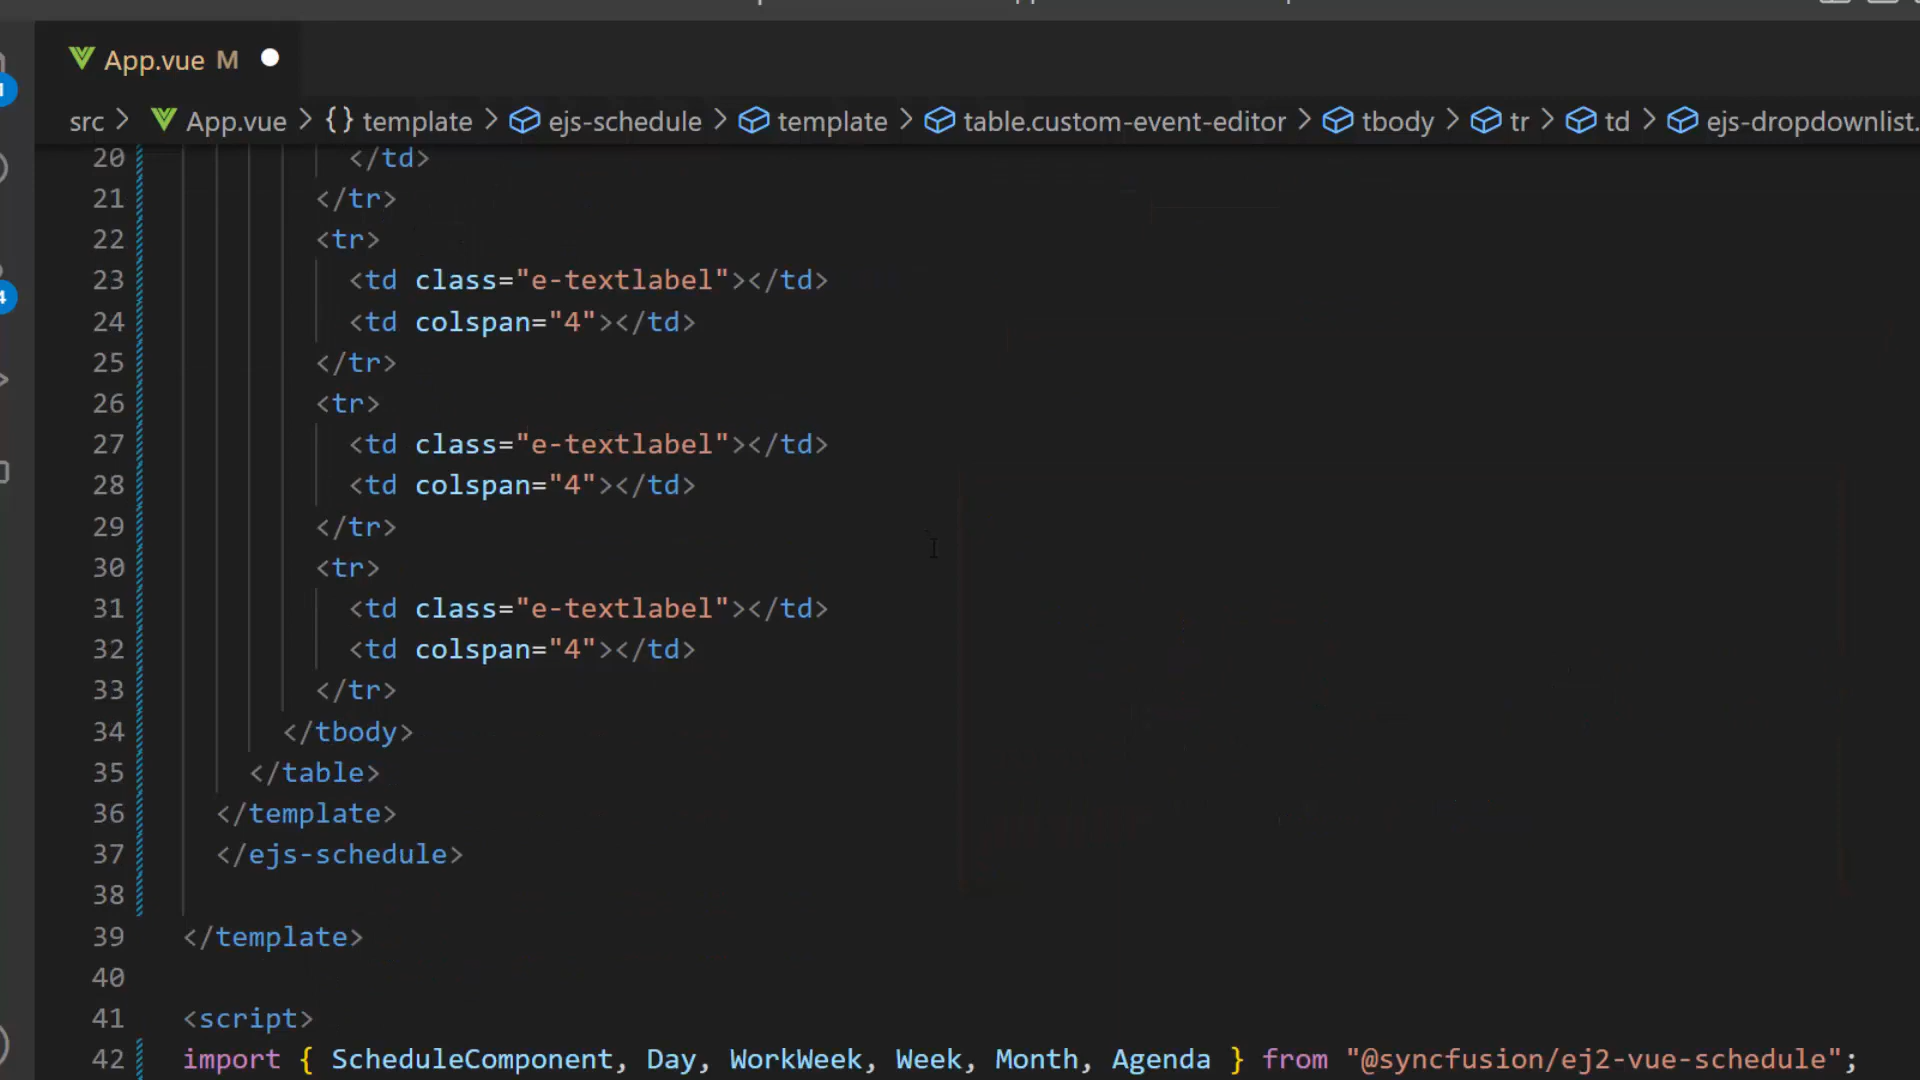 App.vue M
src > App.vue > {} template > ejs-schedule > template > table.custom-event-editor > tbody > tr > td > ejs-dropdownlist.
20 </td>
21 </tr>
22 <tr>
23 <td class="e-textlabel"></td>
24 <td colspan="4"></td>
25 </tr>
26 <tr>
27 <td class="e-textlabel"></td>
28 <td colspan="4"></td>
29 </tr>
30 <tr>
31 <td class="e-textlabel"></td>
32 <td colspan="4"></td>
33 </tr>
34 </tbody>
35 </table>
36 </template>
37 </ejs-schedule>
38
39 </template>
40
41 <script>
42 import { ScheduleComponent, Day, WorkWeek, Week, Month, Agenda } from "@syncfusion/ej2-vue-schedule";